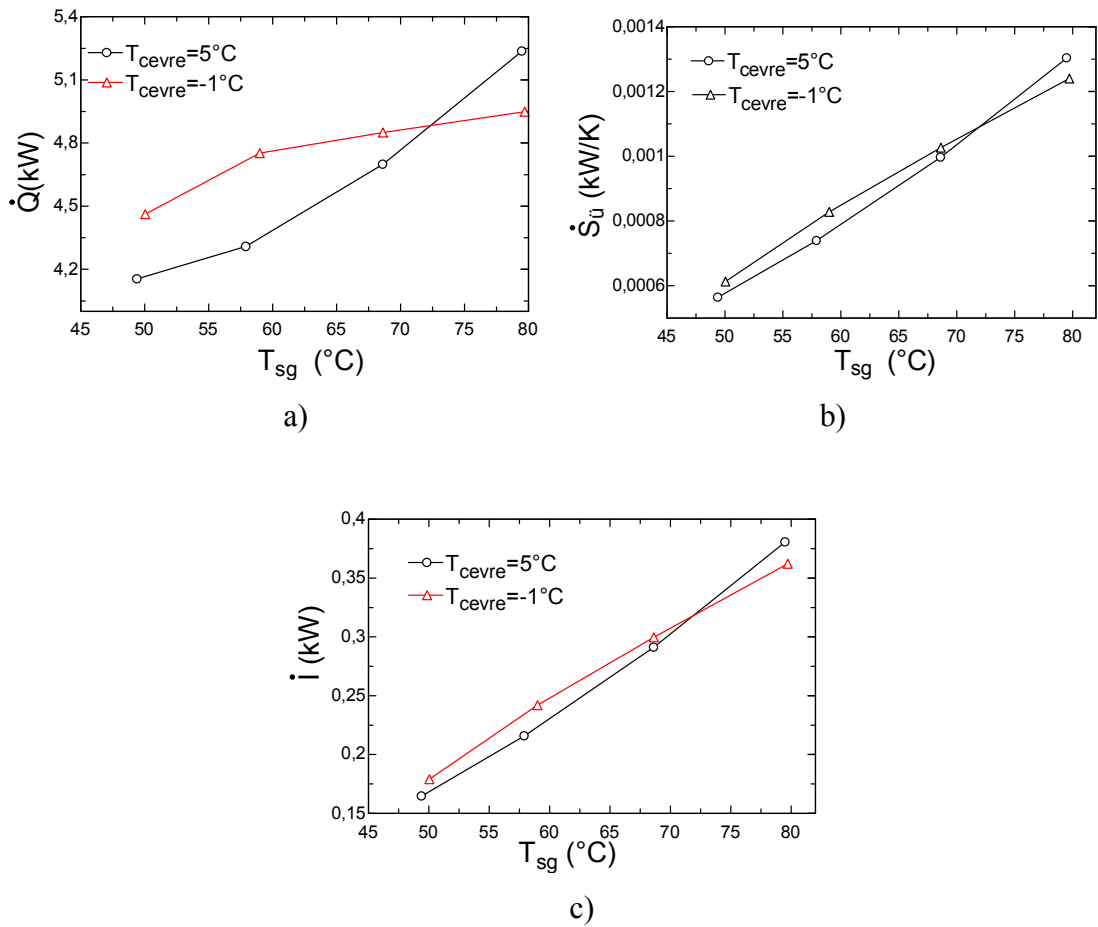 5,4
5,1
4,8
4,5
4,2
Q̇(kW)
T_cevre=5°C
T_cevre=-1°C
45 50 55 60 65 70 75 80
T_sg (°C)
a)
0,0014
0,0012
0,001
0,0008
0,0006
Ṡ_ü (kW/K)
T_cevre=5°C
T_cevre=-1°C
45 50 55 60 65 70 75 80
T_sg (°C)
b)
0,4
0,35
0,3
0,25
0,2
0,15
İ (kW)
T_cevre=5°C
T_cevre=-1°C
45 50 55 60 65 70 75 80
T_sg (°C)
c)